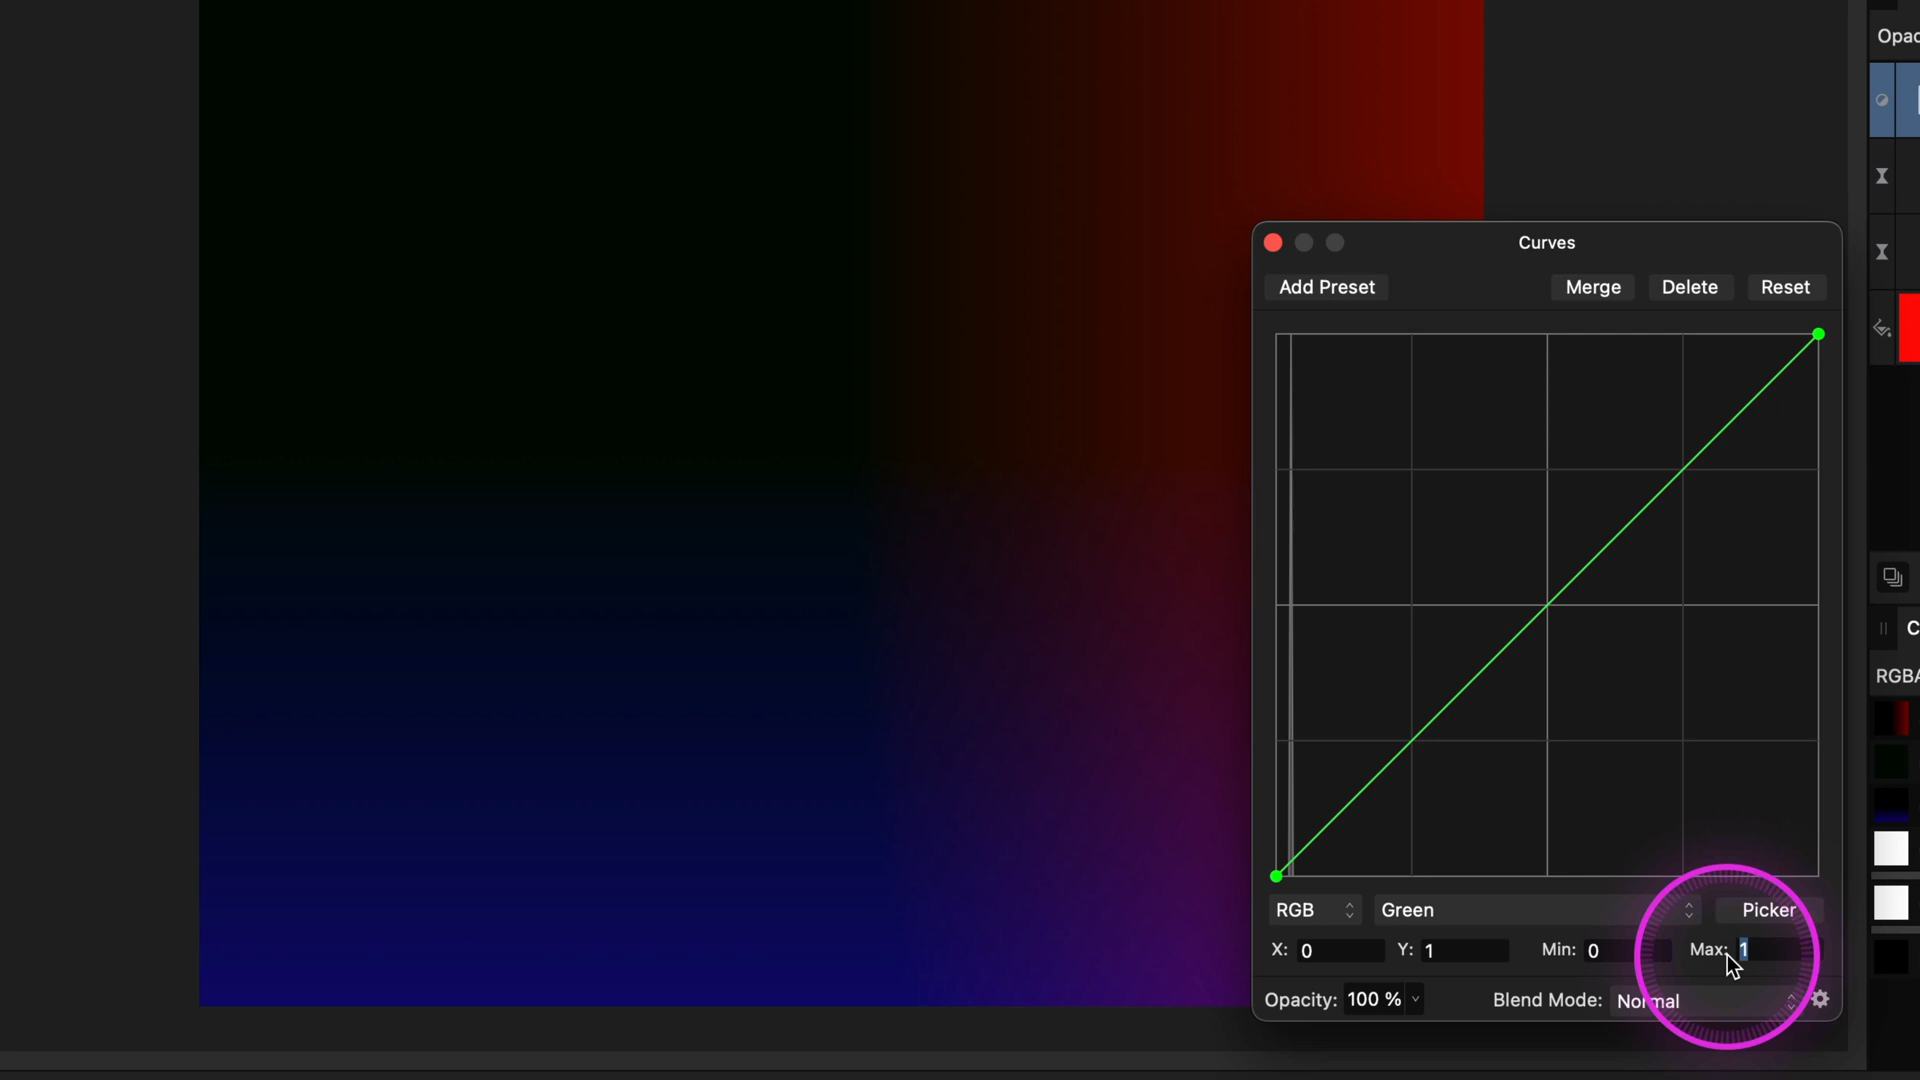 Opac
Curves
Add Preset
Merge
Delete
Reset
C
RGBA
RGB
Green
Picker
X: 0
Y: 1
Min: 0
Max: 1
Opacity: 100 %
Blend Mode: Normal